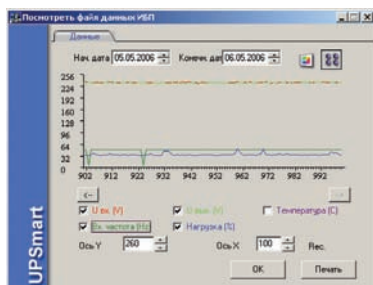 Посмотреть файл данных ИБП
Данные
Нач. дата 05.05.2006 Конечн. дат 06.05.2006
256
224
192
160
128
96
64
32
0
902 912 922 932 942 952 962 972 982 992
<--
-->
U вх. (V) U вых. (V) Температура (C)
Вх. частота (Hz) Нагрузка (%)
Ось Y 260 Ось X 100 Rec.
OK Печать
UPSmart